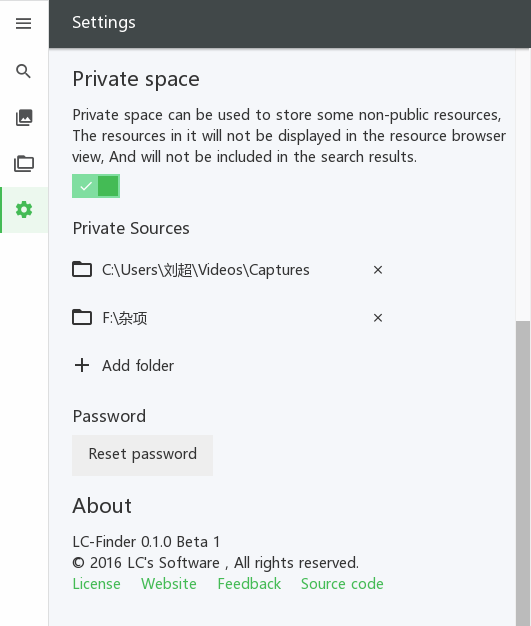 Settings
Private space
Private space can be used to store some non-public resources,
The resources in it will not be displayed in the resource browser
view, And will not be included in the search results.
Private Sources
C:\Users\刘超\Videos\Captures
F:\杂项
Add folder
Password
Reset password
About
LC-Finder 0.1.0 Beta 1
© 2016 LC's Software , All rights reserved.
License Website Feedback Source code